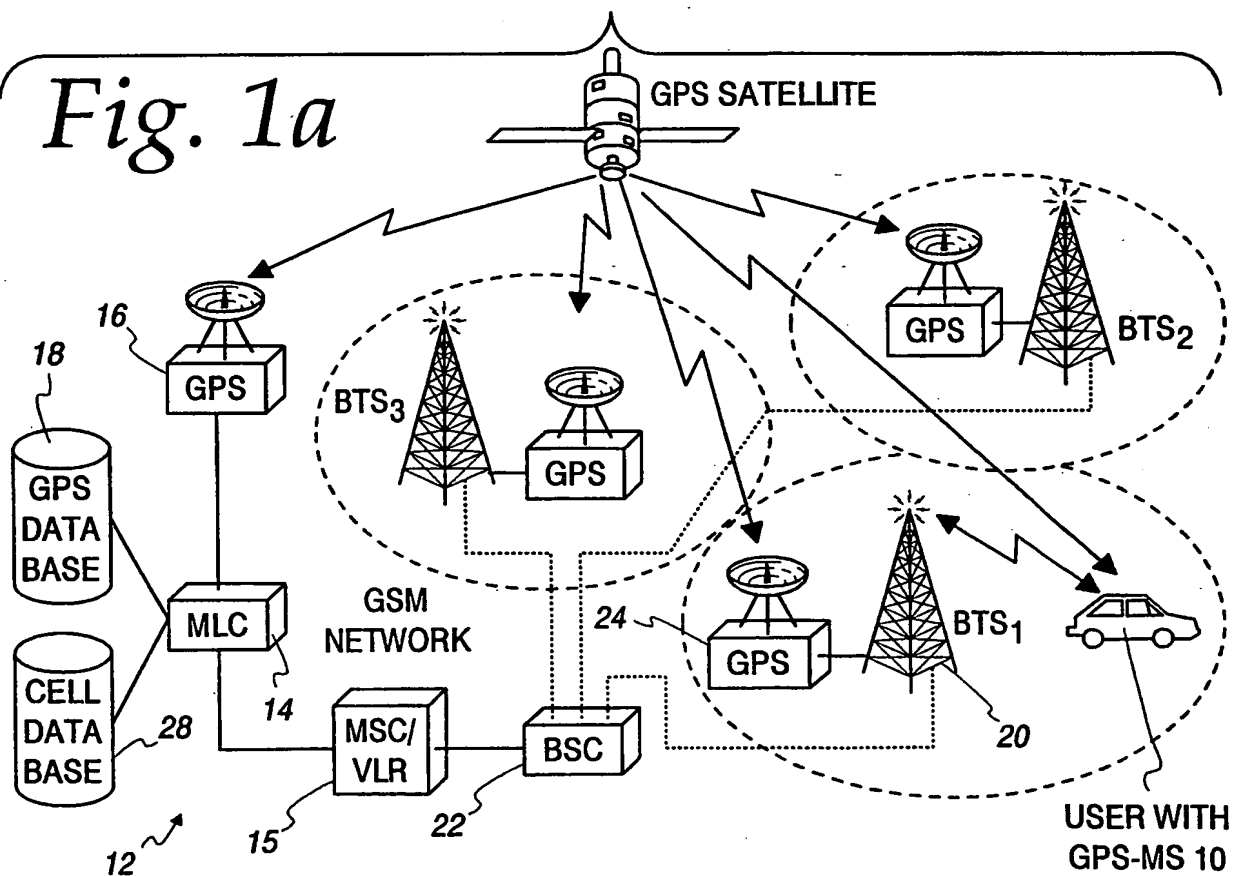 Fig. 1a
GPS SATELLITE
16
GPS
18
GPS
DATA
BASE
BTS3
GPS
GPS
BTS2
MLC
14
GSM
NETWORK
24
GPS
BTS1
20
CELL
DATA
BASE
28
MSC/
VLR
15
BSC
22
12
USER WITH
GPS-MS 10